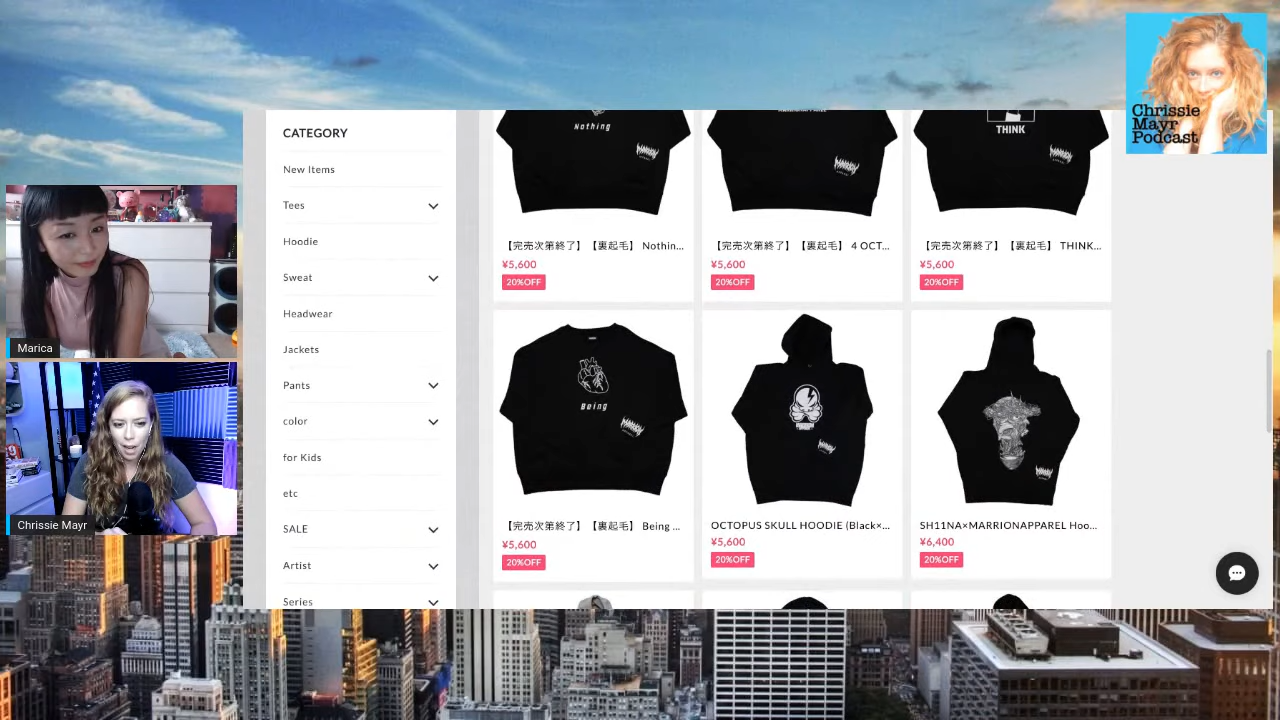 Chrissie
Mayr
Podcast
CATEGORY
New Items
Tees
Hoodie
Sweat
Headwear
Jackets
Pants
color
for Kids
etc
SALE
Artist
Series
Nothing
THINK
【完売次第終了】【裏起毛】 Nothin...
¥5,600
20%OFF
【完売次第終了】【裏起毛】 4 OCT...
¥5,600
20%OFF
【完売次第終了】【裏起毛】 THINK...
¥5,600
20%OFF
Being
【完売次第終了】【裏起毛】 Being ...
¥5,600
20%OFF
OCTOPUS SKULL HOODIE (Black×...
¥5,600
20%OFF
SH11NA×MARRIONAPPAREL Hoo...
¥6,400
20%OFF
Marica
Chrissie Mayr